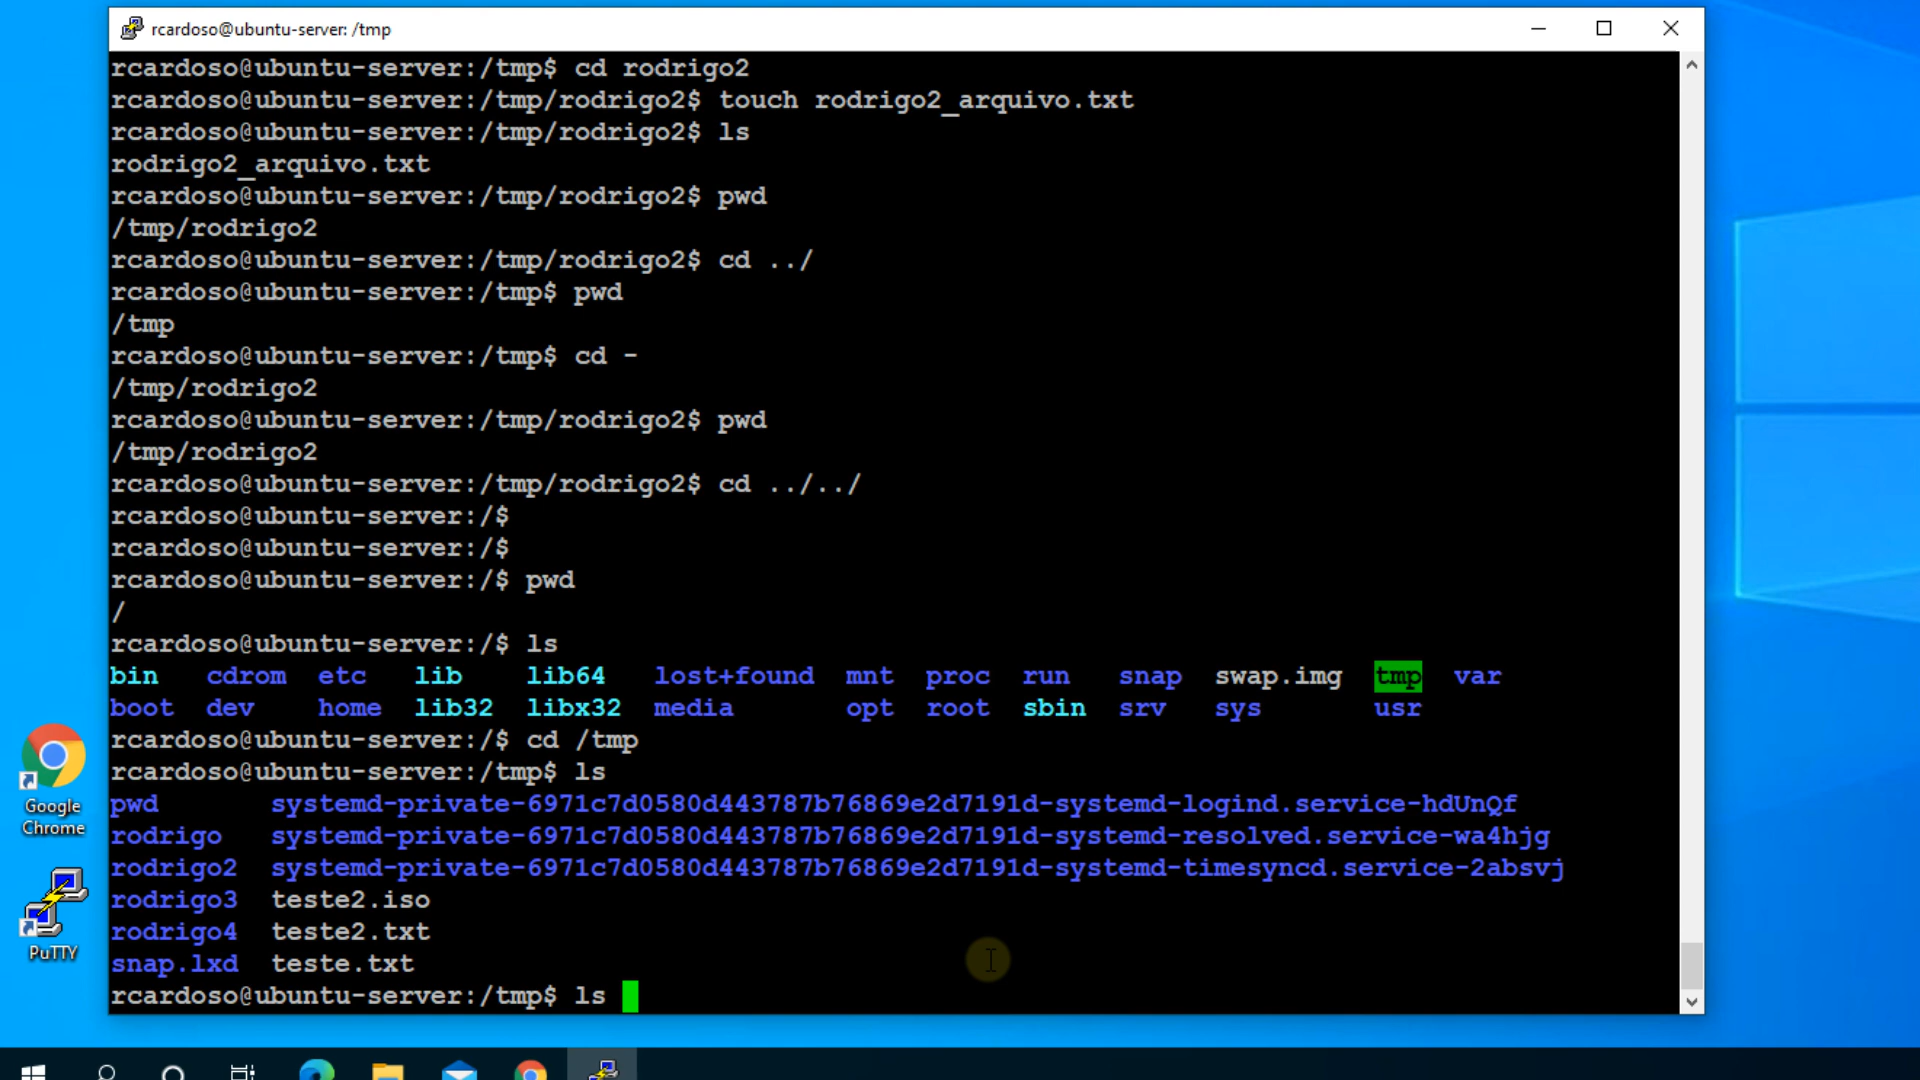 rcardoso@ubuntu-server: /tmp
rcardoso@ubuntu-server:/tmp$ cd rodrigo2
rcardoso@ubuntu-server:/tmp/rodrigo2$ touch rodrigo2_arquivo.txt
rcardoso@ubuntu-server:/tmp/rodrigo2$ ls
rodrigo2_arquivo.txt
rcardoso@ubuntu-server:/tmp/rodrigo2$ pwd
/tmp/rodrigo2
rcardoso@ubuntu-server:/tmp/rodrigo2$ cd ../
rcardoso@ubuntu-server:/tmp$ pwd
/tmp
rcardoso@ubuntu-server:/tmp$ cd -
/tmp/rodrigo2
rcardoso@ubuntu-server:/tmp/rodrigo2$ pwd
/tmp/rodrigo2
rcardoso@ubuntu-server:/tmp/rodrigo2$ cd ../../
rcardoso@ubuntu-server:/$
rcardoso@ubuntu-server:/$
rcardoso@ubuntu-server:/$ pwd
/
rcardoso@ubuntu-server:/$ ls
bin cdrom etc lib lib64 lost+found mnt proc run snap swap.img tmp var
boot dev home lib32 libx32 media opt root sbin srv sys usr
rcardoso@ubuntu-server:/$ cd /tmp
rcardoso@ubuntu-server:/tmp$ ls
pwd systemd-private-6971c7d0580d443787b76869e2d7191d-systemd-logind.service-hdUnQf
rodrigo systemd-private-6971c7d0580d443787b76869e2d7191d-systemd-resolved.service-wa4hjg
rodrigo2 systemd-private-6971c7d0580d443787b76869e2d7191d-systemd-timesyncd.service-2absvj
rodrigo3 teste2.iso
rodrigo4 teste2.txt
snap.lxd teste.txt
rcardoso@ubuntu-server:/tmp$ ls
Google
Chrome
PuTTY